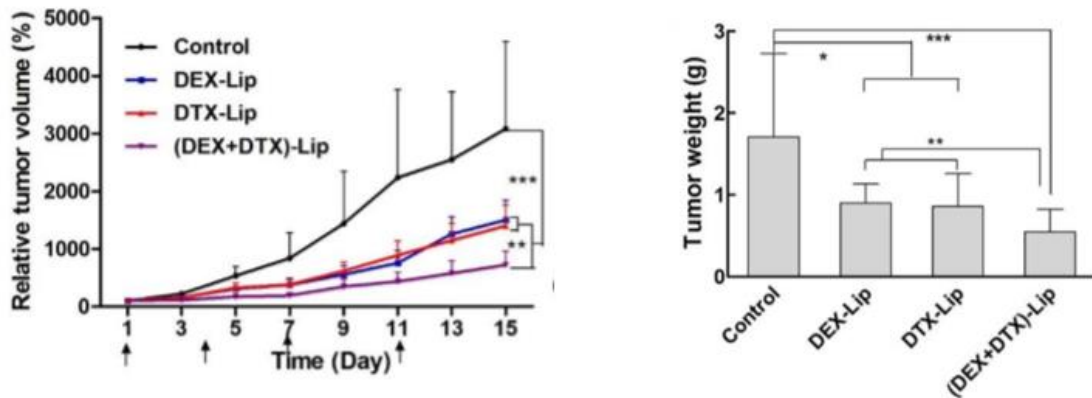 Relative tumor volume (%)
5000
4000
3000
2000
1000
0
Control
DEX-Lip
DTX-Lip
(DEX+DTX)-Lip
***
**
1 3 5 7 9 11 13 15
Time (Day)
Tumor weight (g)
3
2
1
0
***
*
**
Control
DEX-Lip
DTX-Lip
(DEX+DTX)-Lip